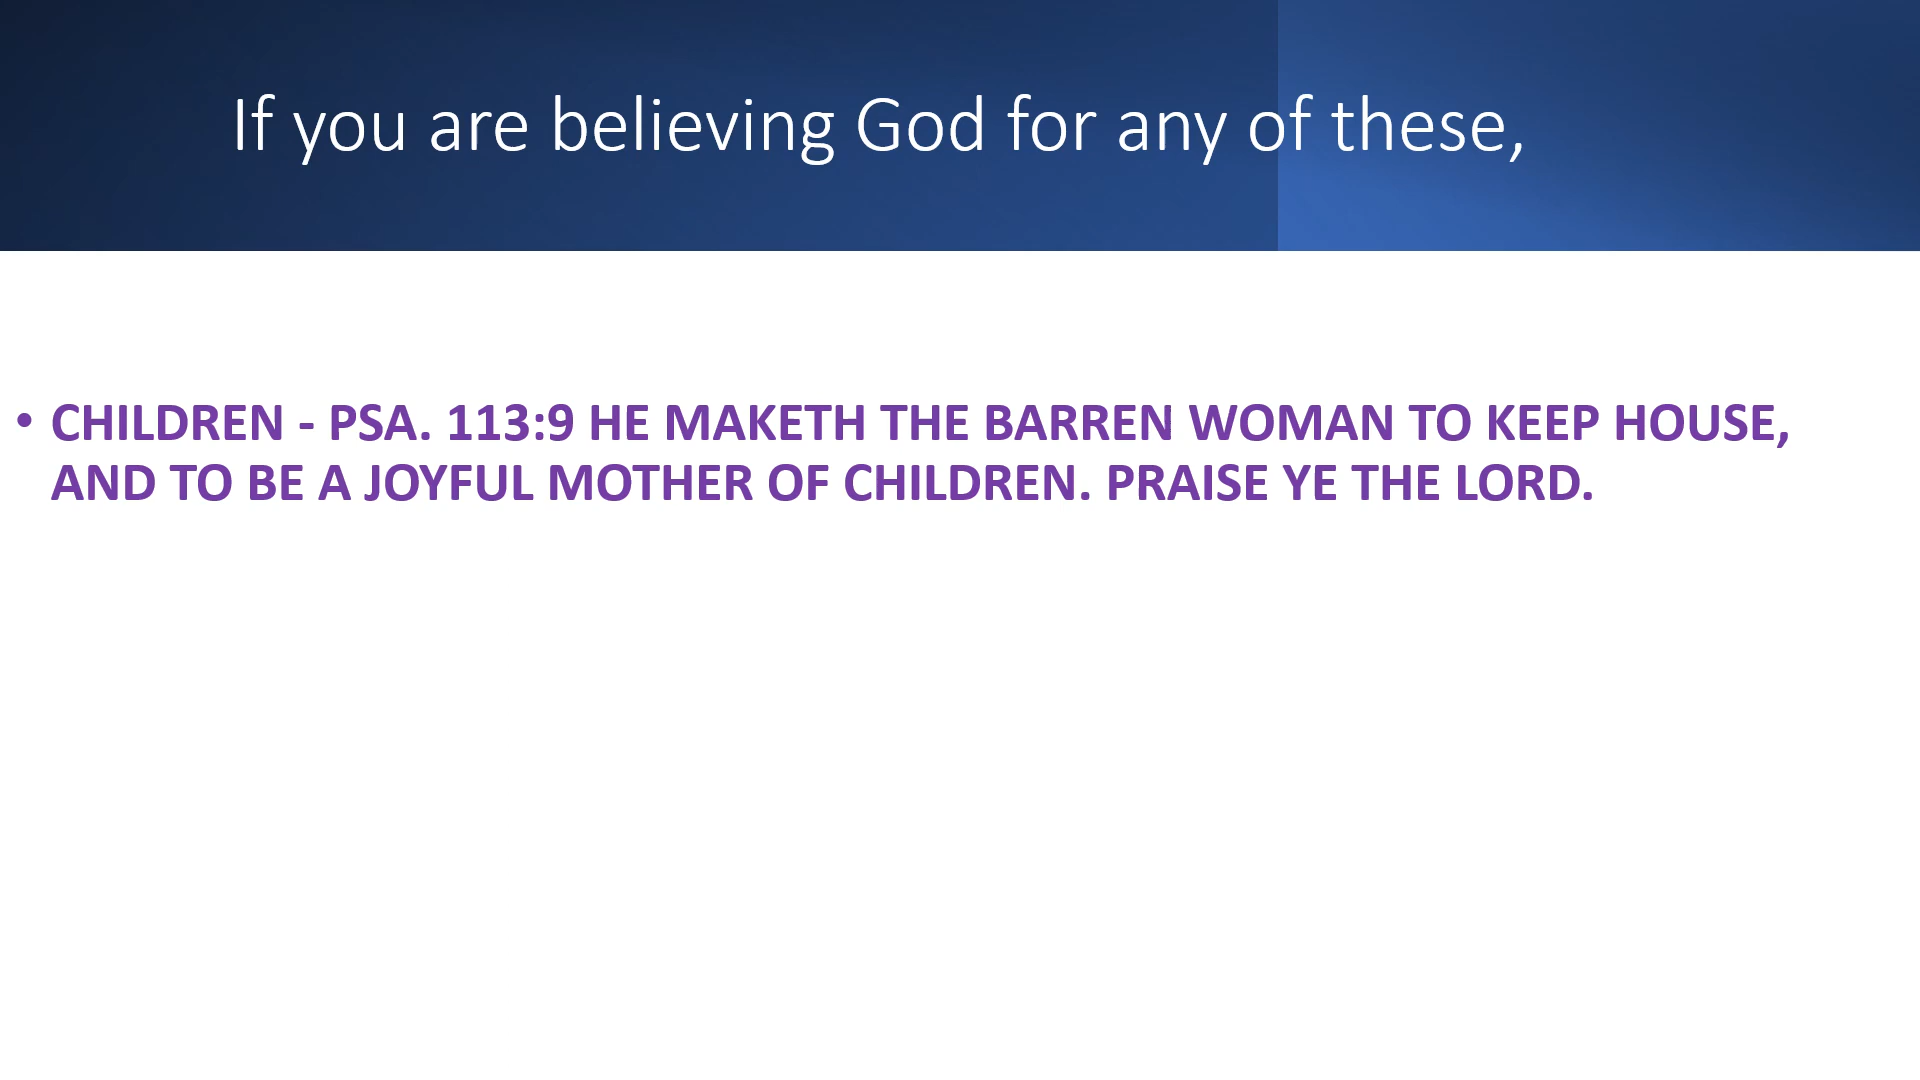 If you are believing God for any of these,
• CHILDREN - PSA. 113:9 HE MAKETH THE BARREN WOMAN TO KEEP HOUSE,
AND TO BE A JOYFUL MOTHER OF CHILDREN. PRAISE YE THE LORD.